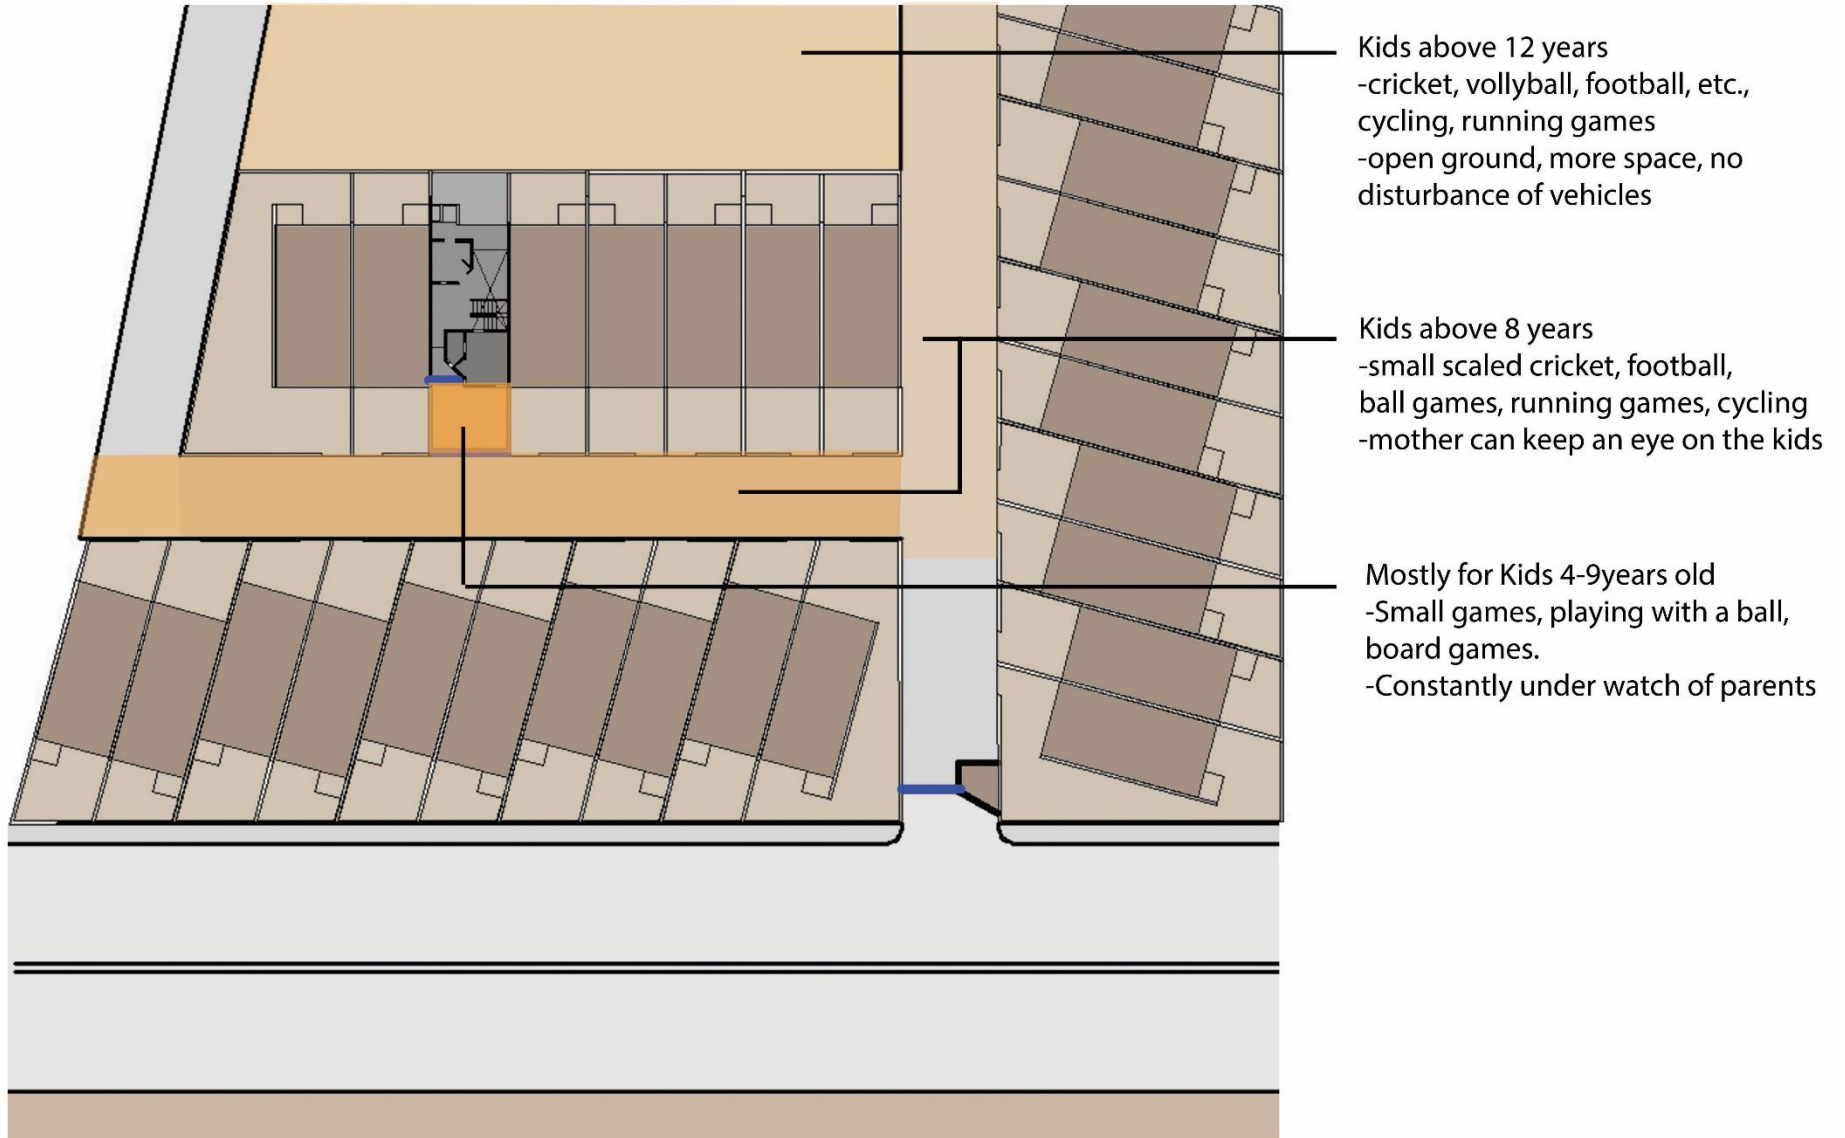 Kids above 12 years
-cricket, vollyball, football, etc.,
cycling, running games
-open ground, more space, no
disturbance of vehicles
Kids above 8 years
-small scaled cricket, football,
ball games, running games, cycling
-mother can keep an eye on the kids
Mostly for Kids 4-9years old
-Small games, playing with a ball,
board games.
-Constantly under watch of parents